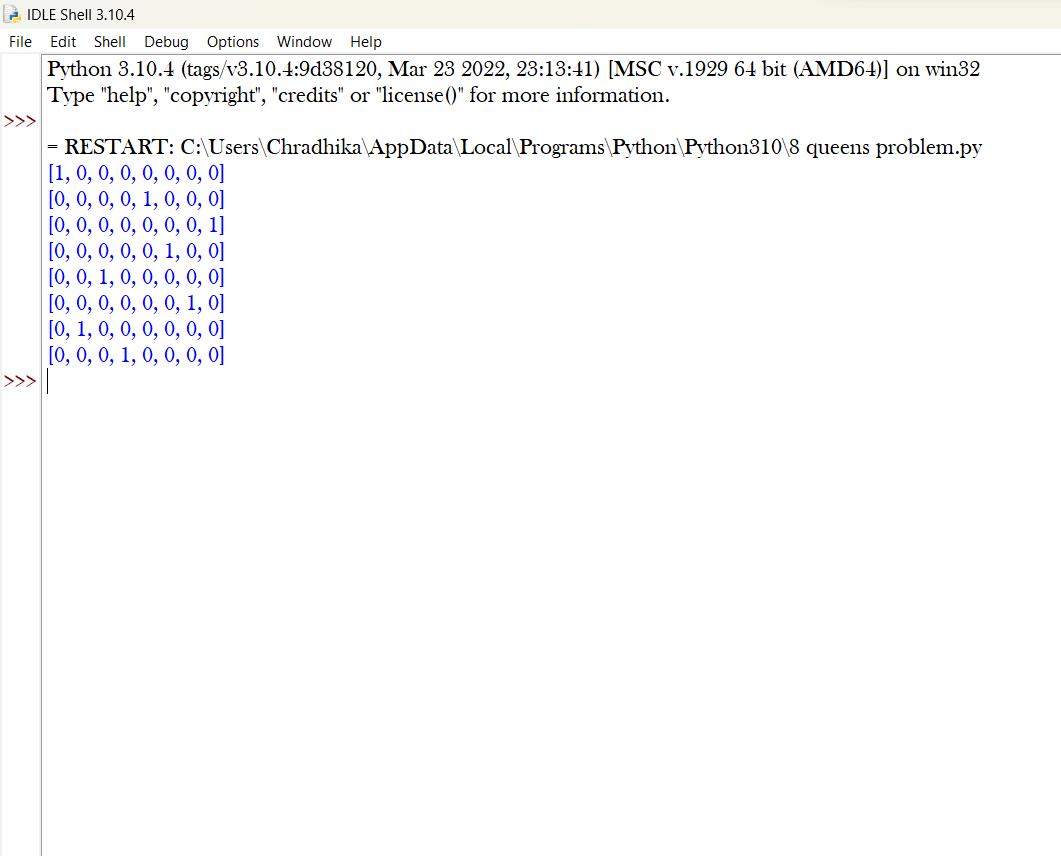 IDLE Shell 3.10.4
File Edit Shell Debug Options Window Help
Python 3.10.4 (tags/v3.10.4:9d38120, Mar 23 2022, 23:13:41) [MSC v.1929 64 bit (AMD64)] on win32
Type "help", "copyright", "credits" or "license()" for more information.
>>>
= RESTART: C:\Users\Chradhika\AppData\Local\Programs\Python\Python310\8 queens problem.py
[1, 0, 0, 0, 0, 0, 0, 0]
[0, 0, 0, 0, 1, 0, 0, 0]
[0, 0, 0, 0, 0, 0, 0, 1]
[0, 0, 0, 0, 0, 1, 0, 0]
[0, 0, 1, 0, 0, 0, 0, 0]
[0, 0, 0, 0, 0, 0, 1, 0]
[0, 1, 0, 0, 0, 0, 0, 0]
[0, 0, 0, 1, 0, 0, 0, 0]
>>>